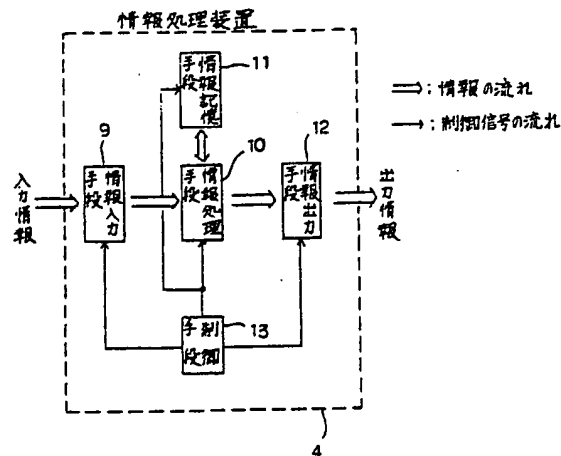 情報処理装置
11
情報記憶
手段
⇒:情報の流れ
→:制御信号の流れ
9
10
12
入力情報
情報入力
手段
情報処理
手段
情報出力
手段
出力情報
13
制御
手段
4